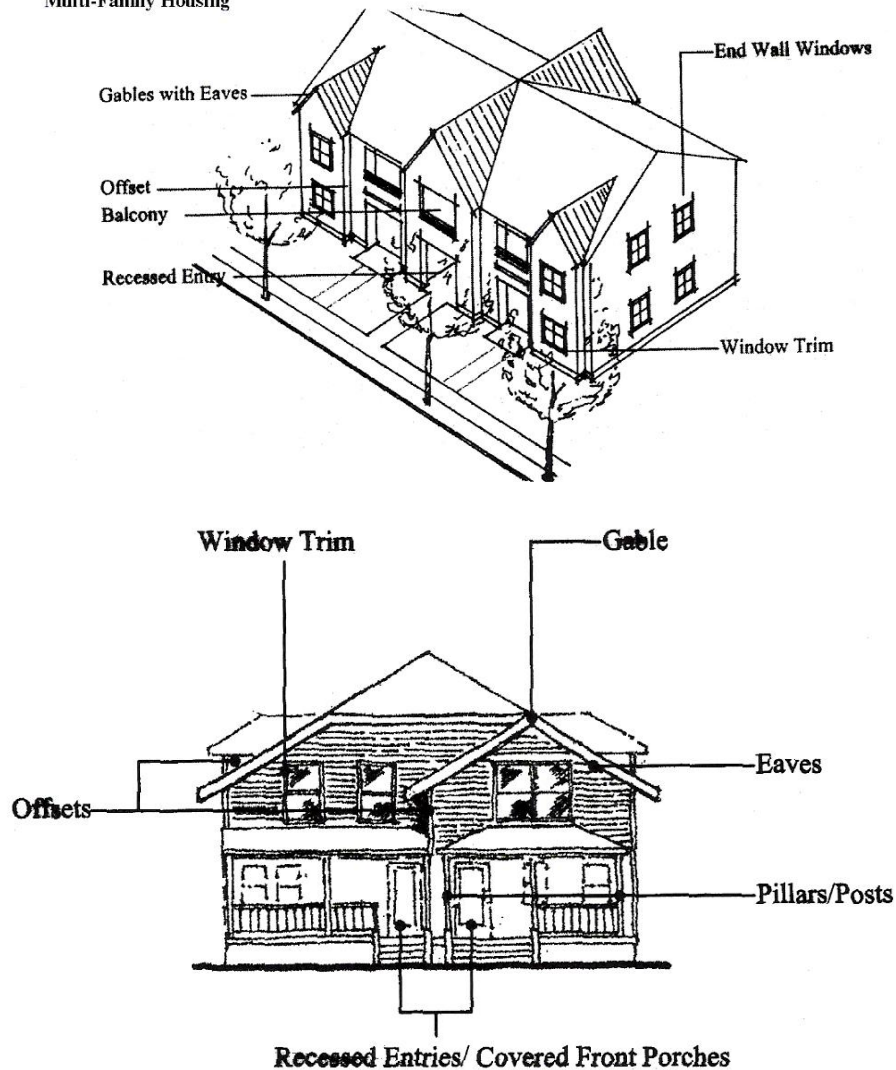 Multi-Family Housing
End Wall Windows
Gables with Eaves
Offset
Balcony
Recessed Entry
Window Trim
Window Trim
Gable
Eaves
Offsets
Pillars/Posts
Recessed Entries/ Covered Front Porches